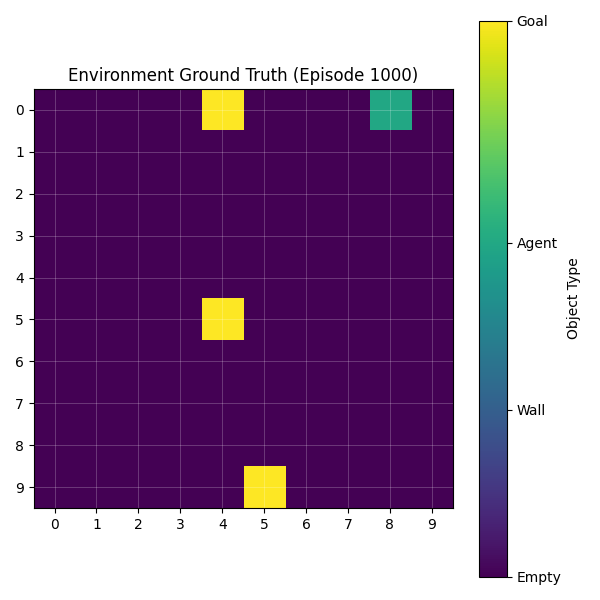 Environment Ground Truth (Episode 1000)
0
1
2
3
4
5
6
7
8
9
0 1 2 3 4 5 6 7 8 9
Goal
Agent
Wall
Empty
Object Type